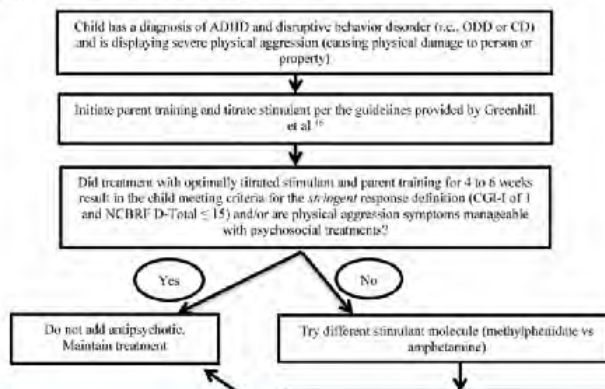 Child has a diagnosis of ADHD and disruptive behavior disorder (i.e., ODD or CD)
and is displaying severe physical aggression (causing physical damage to person or
property)
Initiate parent training and titrate stimulant per the guidelines provided by Greenhill
et al 16
Did treatment with optimally titrated stimulant and parent training for 4 to 6 weeks
result in the child meeting criteria for the stringent response definition (CGI-I of 1
and NCBRF D-Total ≤ 15) and/or are physical aggression symptoms manageable
with psychosocial treatments?
Yes
No
Do not add antipsychotic.
Maintain treatment
Try different stimulant molecule (methylphenidate vs
amphetamine)